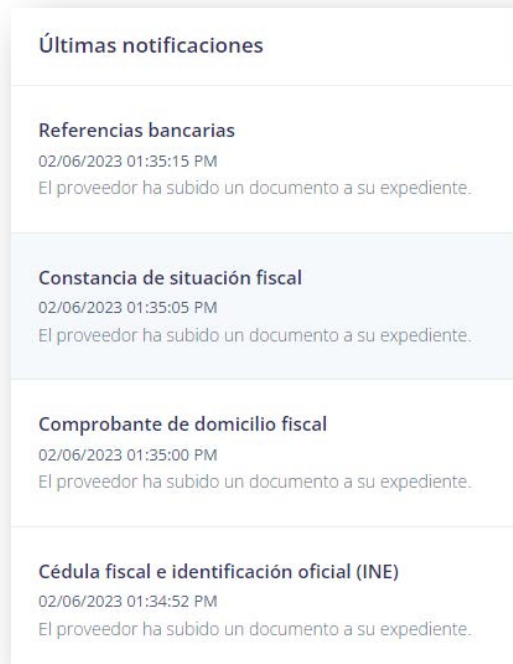 Últimas notificaciones
Referencias bancarias
02/06/2023 01:35:15 PM
El proveedor ha subido un documento a su expediente.
Constancia de situación fiscal
02/06/2023 01:35:05 PM
El proveedor ha subido un documento a su expediente.
Comprobante de domicilio fiscal
02/06/2023 01:35:00 PM
El proveedor ha subido un documento a su expediente.
Cédula fiscal e identificación oficial (INE)
02/06/2023 01:34:52 PM
El proveedor ha subido un documento a su expediente.